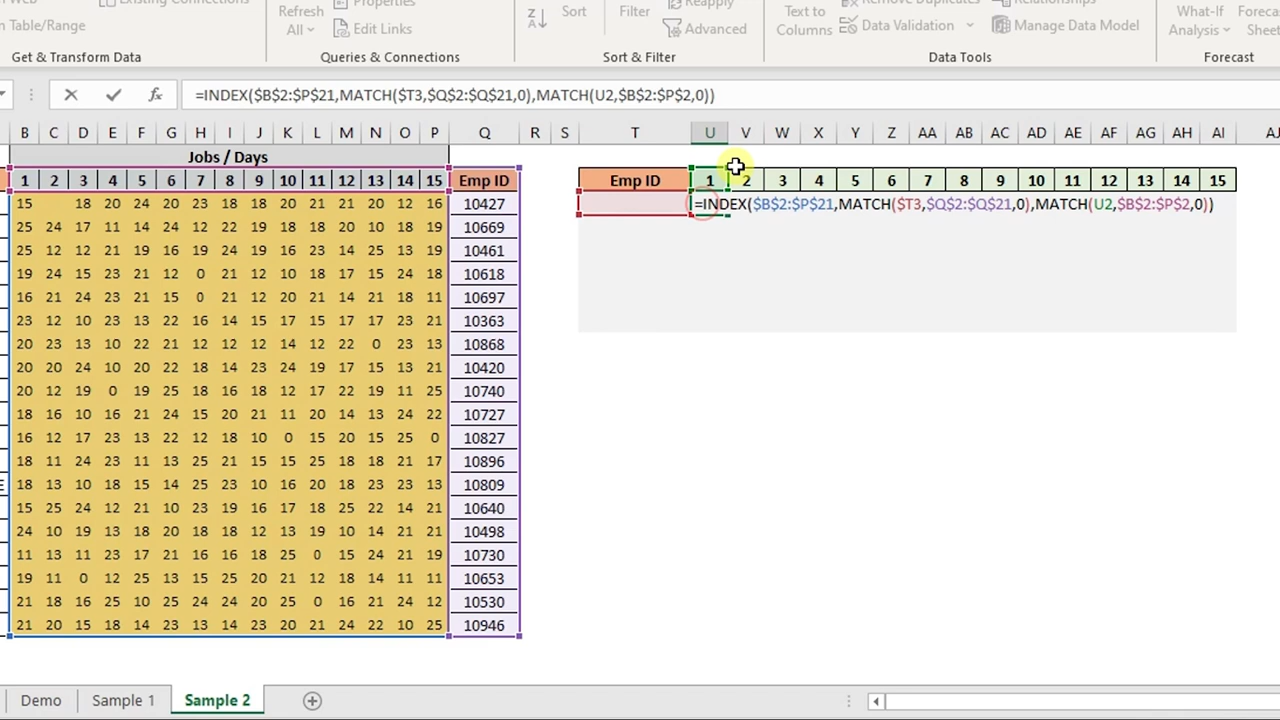 Existing Connections Properties Reappy Remove Duplicates Relationships
n Table/Range Refresh All Edit Links Sort Filter Advanced Text to Columns Data Validation Manage Data Model What-If Analysis Sheet
Get & Transform Data Queries & Connections Sort & Filter Data Tools Forecast
=INDEX($B$2:$P$21,MATCH($T3,$Q$2:$Q$21,0),MATCH(U2,$B$2:$P$2,0))
B C D E F G H I J K L M N O P Q R S T U V W X Y Z AA AB AC AD AE AF AG AH AI AJ
Jobs / Days
1 2 3 4 5 6 7 8 9 10 11 12 13 14 15 Emp ID Emp ID 1 2 3 4 5 6 7 8 9 10 11 12 13 14 15
15 18 20 24 20 23 18 18 20 21 21 20 12 16 10427 =INDEX($B$2:$P$21,MATCH($T3,$Q$2:$Q$21,0),MATCH(U2,$B$2:$P$2,0))
25 24 17 11 14 24 12 22 19 18 19 20 10 18 19 10669
25 12 12 21 19 16 19 24 19 16 23 14 25 13 19 10461
19 24 15 23 21 12 0 21 12 10 18 17 15 24 18 10618
16 21 24 23 21 15 0 21 12 20 21 14 21 18 11 10697
23 12 10 23 13 22 16 14 15 17 15 17 17 23 21 10363
20 23 13 10 22 21 12 12 12 14 12 22 0 23 13 10868
20 20 24 10 20 22 18 14 23 24 19 17 15 13 21 10420
20 12 19 0 19 25 18 16 18 12 17 22 19 11 25 10740
18 16 10 16 21 24 15 20 21 11 20 14 13 24 22 10727
16 12 17 23 13 22 12 18 10 0 15 20 15 25 0 10827
18 11 24 23 11 13 25 21 15 15 25 18 18 21 17 10896
E 18 13 10 18 15 14 25 23 10 16 20 18 23 23 13 10809
15 25 24 12 21 10 23 19 16 17 18 25 22 14 21 10640
24 10 19 13 18 20 18 18 12 13 19 10 14 21 21 10498
11 13 11 23 17 21 16 16 18 25 0 15 24 21 19 10730
19 11 0 12 25 13 15 25 20 21 12 18 14 11 11 10653
21 18 16 25 10 25 24 24 20 25 0 16 21 24 12 10530
21 20 15 18 14 23 13 14 23 20 21 24 22 10 25 10946
Demo Sample 1 Sample 2